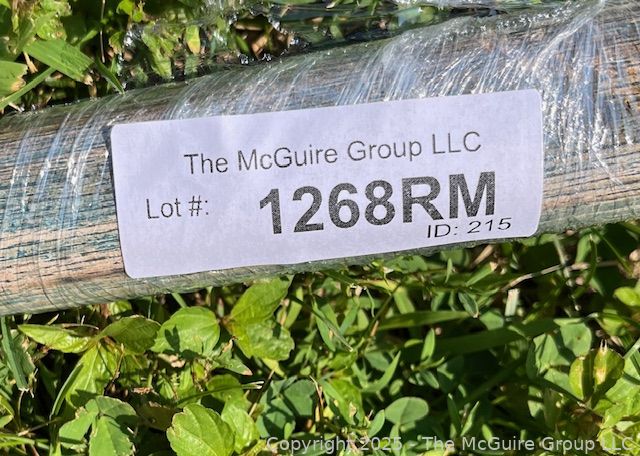 The McGuire Group LLC
Lot #: 1268RM
ID: 215
Copyright 2025 - The McGuire Group LLC